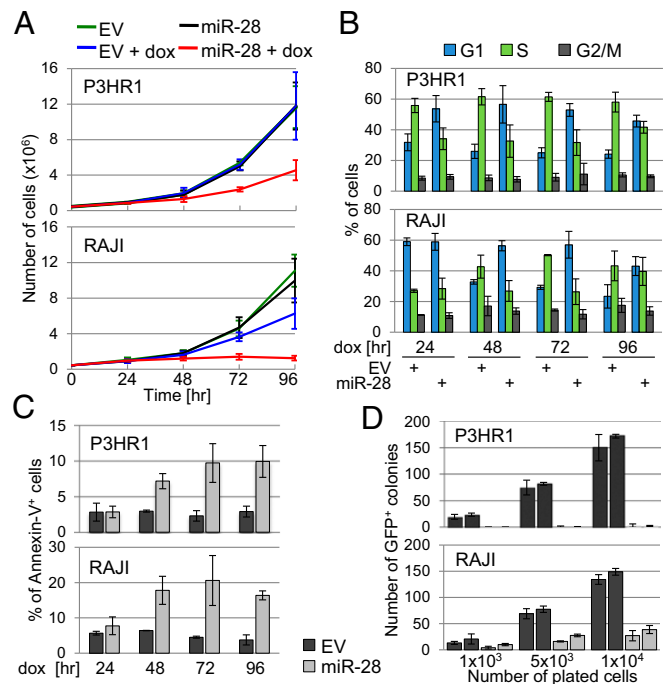 A
EV
miR-28
EV + dox
miR-28 + dox
Number of cells (x10⁶)
P3HR1
16
12
8
4
0
RAJI
16
12
8
4
0
0 24 48 72 96
Time [hr]
B
G1 S G2/M
% of cells
P3HR1
80
60
40
20
0
RAJI
80
60
40
20
0
dox [hr] 24 48 72 96
EV + + + +
miR-28 + + + +
C
% of Annexin-V⁺ cells
P3HR1
15
10
5
0
RAJI
30
20
10
0
dox [hr] 24 48 72 96
EV
miR-28
D
Number of GFP⁺ colonies
P3HR1
200
150
100
50
0
RAJI
200
150
100
50
0
1x10³ 5x10³ 1x10⁴
Number of plated cells